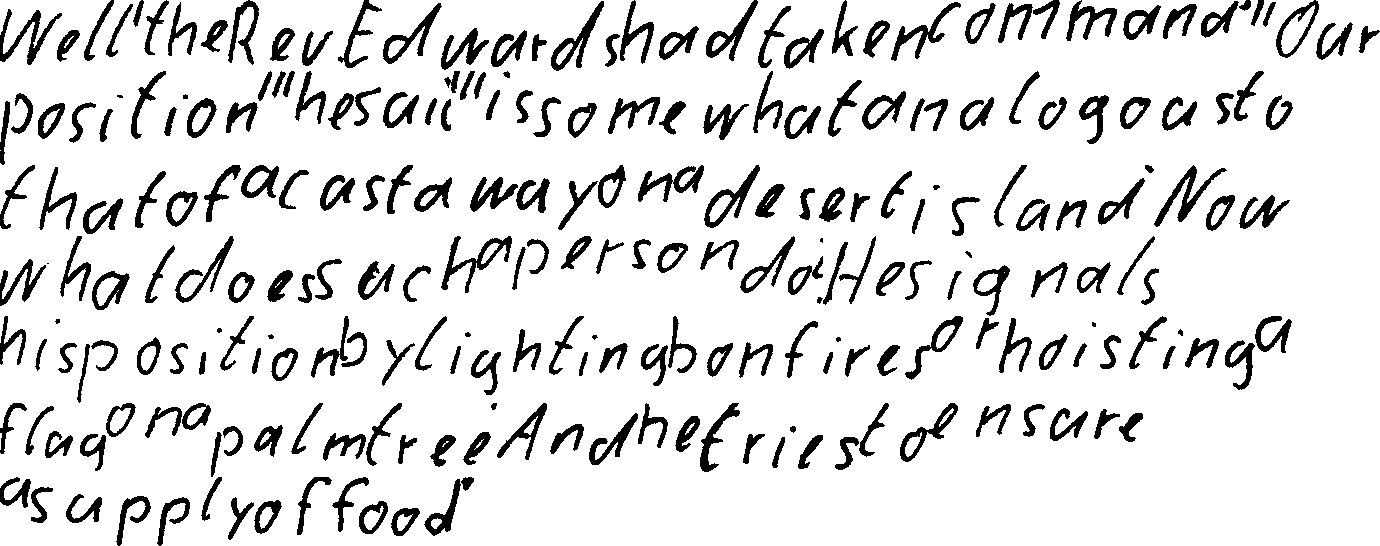 Well' the Rev. Edwards had taken command. "Our
position"' "he said" 'is somewhat analogous to
that of a castaway on a desert island. Now
what does such a person do? He signals
his position by lighting bonfires or hoisting a
flag on a palm tree. And he tries to ensure
a supply of food.